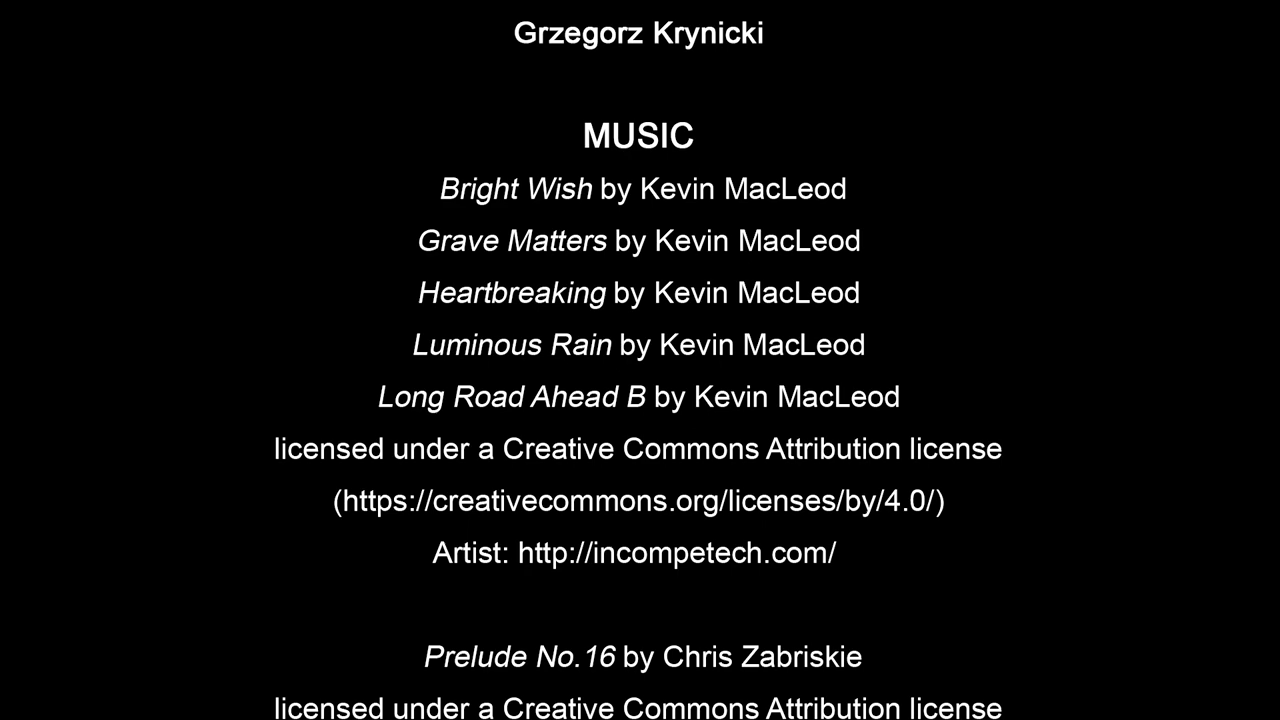 Grzegorz Krynicki
MUSIC
Bright Wish by Kevin MacLeod
Grave Matters by Kevin MacLeod
Heartbreaking by Kevin MacLeod
Luminous Rain by Kevin MacLeod
Long Road Ahead B by Kevin MacLeod
licensed under a Creative Commons Attribution license
(https://creativecommons.org/licenses/by/4.0/)
Artist: http://incompetech.com/
Prelude No.16 by Chris Zabriskie
licensed under a Creative Commons Attribution license